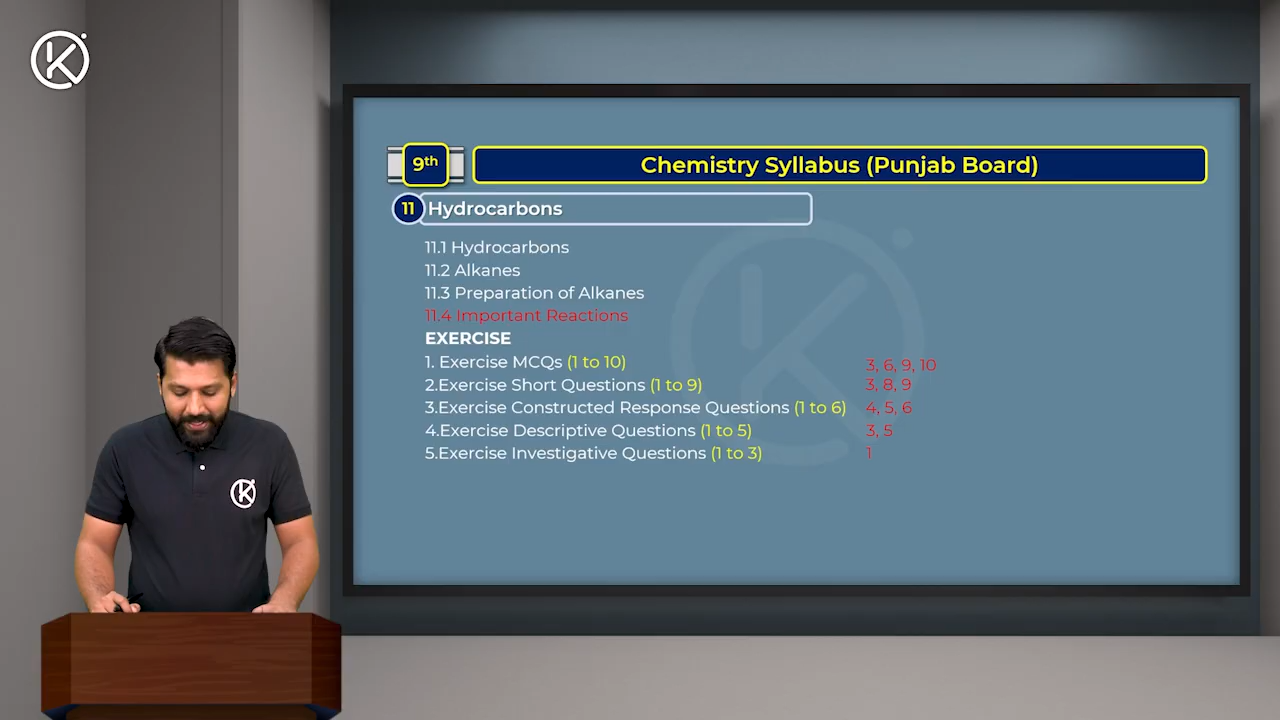 9th Chemistry Syllabus (Punjab Board)
11 Hydrocarbons
11.1 Hydrocarbons
11.2 Alkanes
11.3 Preparation of Alkanes
11.4 Important Reactions
EXERCISE
1. Exercise MCQs (1 to 10) 3, 6, 9, 10
2.Exercise Short Questions (1 to 9) 3, 8, 9
3.Exercise Constructed Response Questions (1 to 6) 4, 5, 6
4.Exercise Descriptive Questions (1 to 5) 3, 5
5.Exercise Investigative Questions (1 to 3) 1